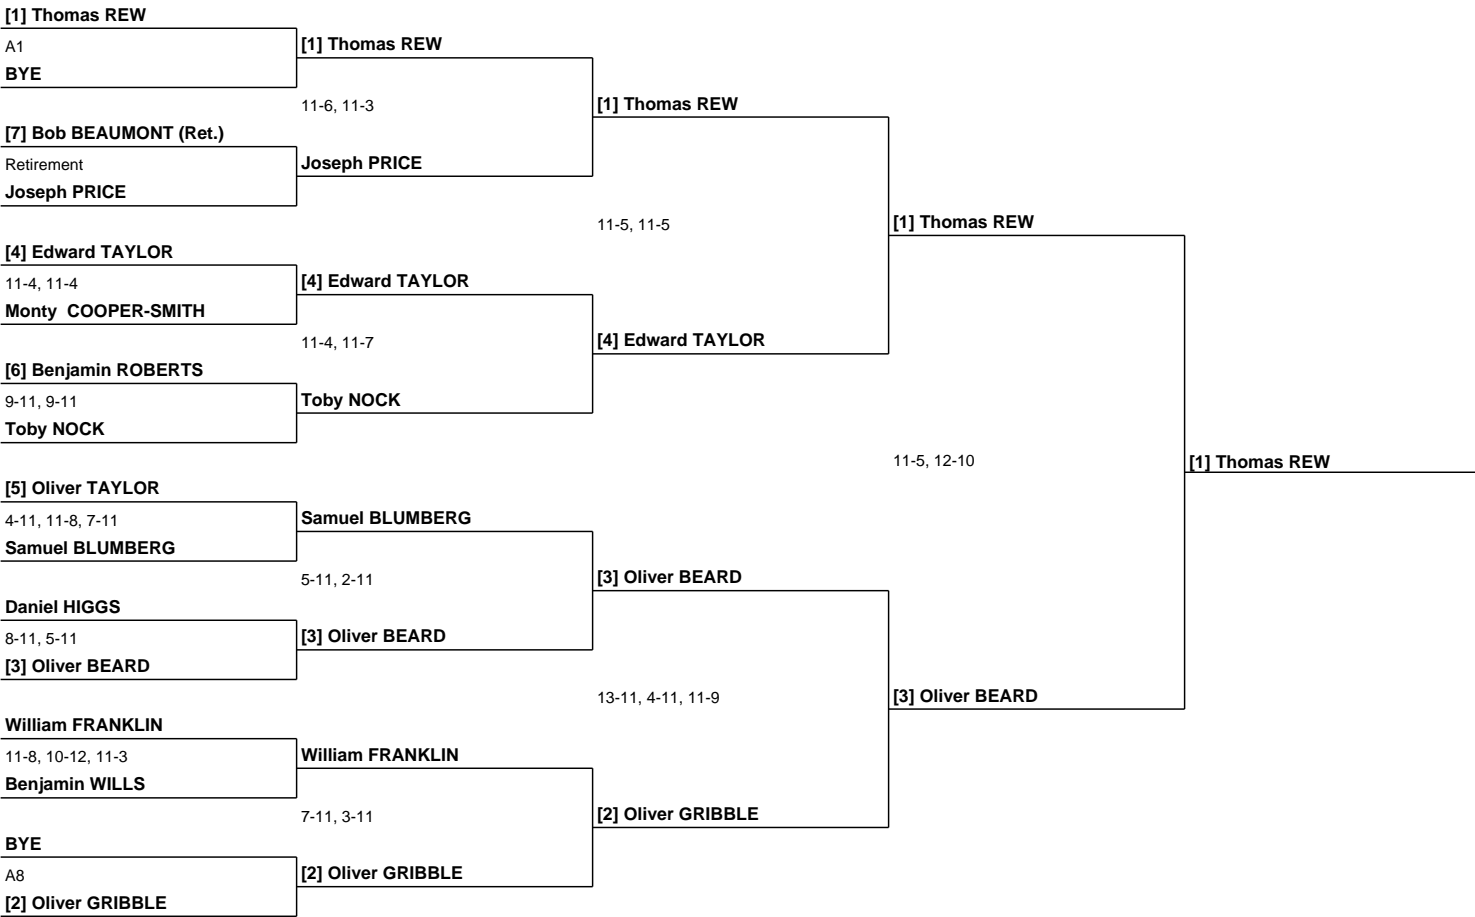 [1] Thomas REW
A1
BYE
[7] Bob BEAUMONT (Ret.)
Retirement
Joseph PRICE
[4] Edward TAYLOR
11-4, 11-4
Monty  COOPER-SMITH
[6] Benjamin ROBERTS
9-11, 9-11
Toby NOCK
[5] Oliver TAYLOR
4-11, 11-8, 7-11
Samuel BLUMBERG
Daniel HIGGS
8-11, 5-11
[3] Oliver BEARD
William FRANKLIN
11-8, 10-12, 11-3
Benjamin WILLS
BYE
A8
[2] Oliver GRIBBLE
[1] Thomas REW
11-6, 11-3
Joseph PRICE
[4] Edward TAYLOR
11-4, 11-7
Toby NOCK
Samuel BLUMBERG
5-11, 2-11
[3] Oliver BEARD
William FRANKLIN
7-11, 3-11
[2] Oliver GRIBBLE
[1] Thomas REW
11-5, 11-5
[4] Edward TAYLOR
[3] Oliver BEARD
13-11, 4-11, 11-9
[2] Oliver GRIBBLE
[1] Thomas REW
11-5, 12-10
[3] Oliver BEARD
[1] Thomas REW